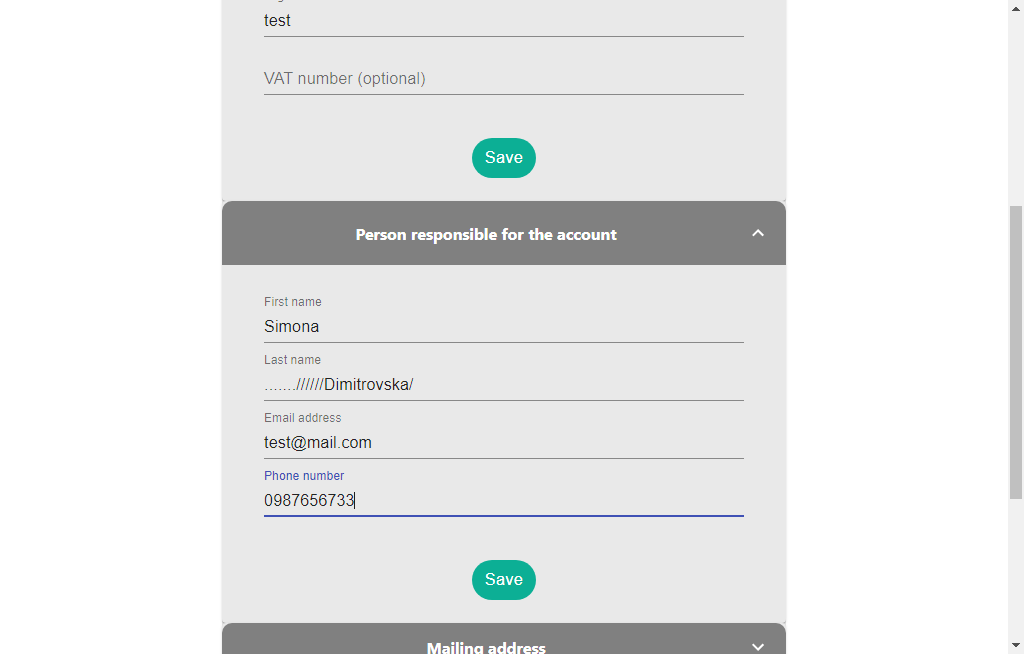 test
VAT number (optional)
Save
Person responsible for the account
First name
Simona
Last name
.......//////Dimitrovska/
Email address
test@mail.com
Phone number
0987656733
Save
Mailing address